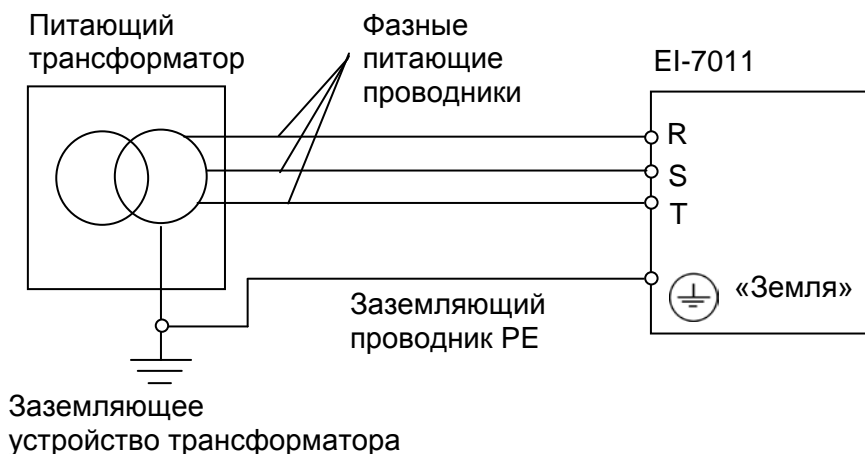 Питающий
трансформатор
Фазные
питающие
проводники
EI-7011
R
S
T
«Земля»
Заземляющий
проводник PE
Заземляющее
устройство трансформатора